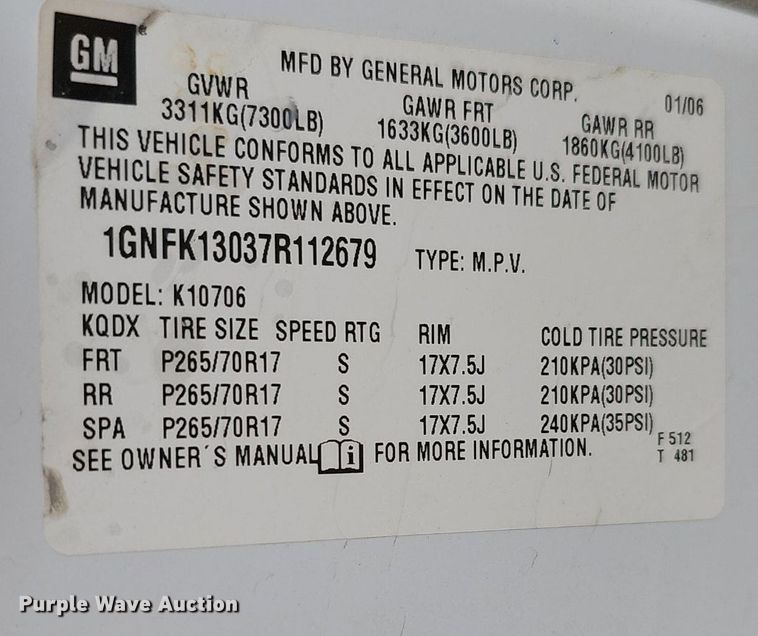 GM
MFD BY GENERAL MOTORS CORP.
01/06
GVWR GAWR FRT GAWR RR
3311KG(7300LB) 1633KG(3600LB) 1860KG(4100LB)
THIS VEHICLE CONFORMS TO ALL APPLICABLE U.S. FEDERAL MOTOR
VEHICLE SAFETY STANDARDS IN EFFECT ON THE DATE OF
MANUFACTURE SHOWN ABOVE.
1GNFK13037R112679 TYPE: M.P.V.
MODEL: K10706
KQDX TIRE SIZE SPEED RTG RIM COLD TIRE PRESSURE
FRT P265/70R17 S 17X7.5J 210KPA(30PSI)
RR P265/70R17 S 17X7.5J 210KPA(30PSI)
SPA P265/70R17 S 17X7.5J 240KPA(35PSI)
SEE OWNER´S MANUAL i FOR MORE INFORMATION.
F 512
T 481
Purple Wave Auction